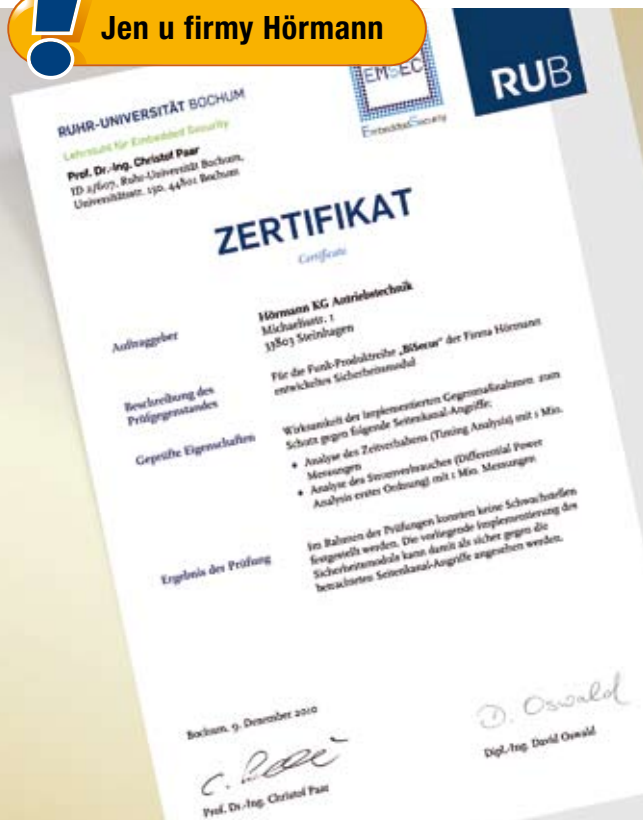 Jen u firmy Hörmann
RUHR-UNIVERSITÄT BOCHUM
Lehrstuhl für Embedded Security
Prof. Dr.-Ing. Christof Paar
ID 2/607, Ruhr-Universität Bochum,
Universitätsstr. 150, 44801 Bochum
EMSEC
Embedded Security
RUB
ZERTIFIKAT
Certificate
Auftraggeber
Hörmann KG Antriebstechnik
Michaelisstr. 1
33803 Steinhagen
Beschreibung des
Prüfgegenstandes
Für die Funk-Produktreihe „BiSecur" der Firma Hörmann
entwickeltes Sicherheitsmodul
Geprüfte Eigenschaften
Wirksamkeit der implementierten Gegenmaßnahmen zum
Schutz gegen folgende Seitenkanal-Angriffe:
• Analyse des Zeitverhaltens (Timing Analysis) mit 1 Mio.
Messungen
• Analyse des Stromverbrauches (Differential Power
Analysis erster Ordnung) mit 1 Mio. Messungen
Ergebnis der Prüfung
Im Rahmen der Prüfungen konnten keine Schwachstellen
festgestellt werden. Die vorliegende Implementierung des
Sicherheitsmoduls kann damit als sicher gegen die
betrachteten Seitenkanal-Angriffe angesehen werden.
Bochum, 9. Dezember 2010
C. Paar
Prof. Dr.-Ing. Christof Paar
D. Oswald
Dipl.-Ing. David Oswald